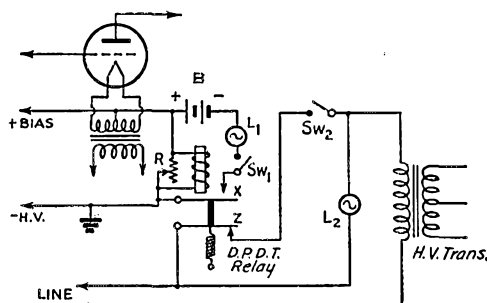 B
+ -
+BIAS
L1
R
SW1
SW2
X
-H.V.
Z
L2
D.P.D.T.
Relay
H.V. Trans.
LINE